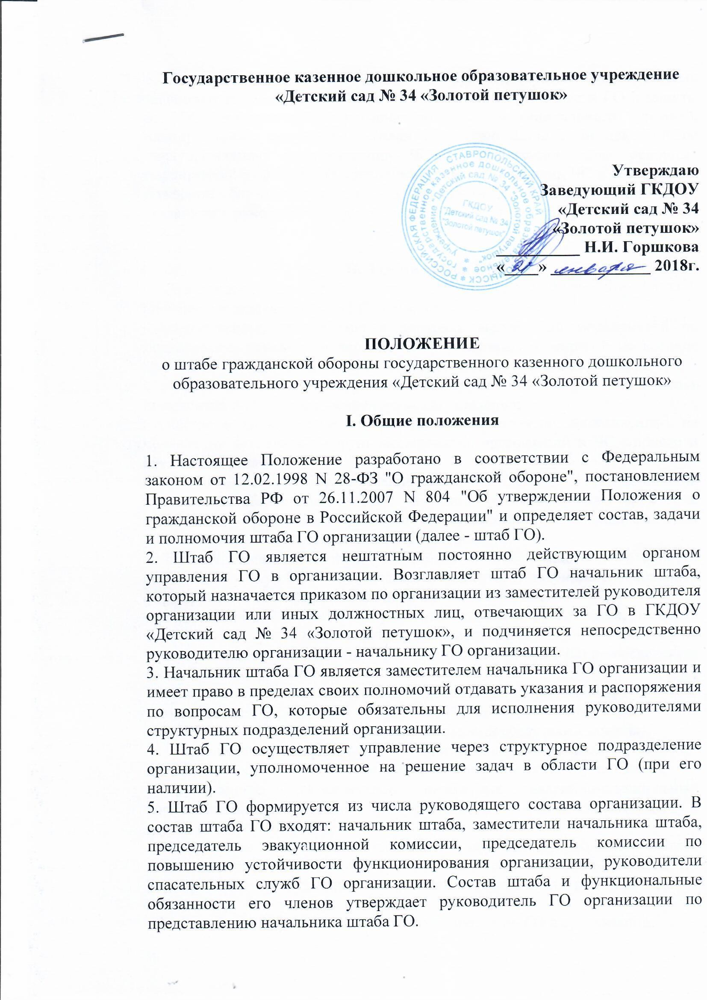 Государственное казенное дошкольное образовательное учреждение
«Детский сад № 34 «Золотой петушок»
РОССИЙСКАЯ ФЕДЕРАЦИЯ СТАВРОПОЛЬСКИЙ КРАЙ
государственное казенное дошкольное образовательное
учреждение "Детский сад № 34 "Золотой петушок"
ГКДОУ
"Детский сад № 34
"Золотой петушок"
Утверждаю
Заведующий ГКДОУ
«Детский сад № 34
«Золотой петушок»
__________ Н.И. Горшкова
«21» января 2018г.
ПОЛОЖЕНИЕ
о штабе гражданской обороны государственного казенного дошкольного
образовательного учреждения «Детский сад № 34 «Золотой петушок»
I. Общие положения
1. Настоящее Положение разработано в соответствии с Федеральным
законом от 12.02.1998 N 28-ФЗ "О гражданской обороне", постановлением
Правительства РФ от 26.11.2007 N 804 "Об утверждении Положения о
гражданской обороне в Российской Федерации" и определяет состав, задачи
и полномочия штаба ГО организации (далее - штаб ГО).
2. Штаб ГО является нештатным постоянно действующим органом
управления ГО в организации. Возглавляет штаб ГО начальник штаба,
который назначается приказом по организации из заместителей руководителя
организации или иных должностных лиц, отвечающих за ГО в ГКДОУ
«Детский сад № 34 «Золотой петушок», и подчиняется непосредственно
руководителю организации - начальнику ГО организации.
3. Начальник штаба ГО является заместителем начальника ГО организации и
имеет право в пределах своих полномочий отдавать указания и распоряжения
по вопросам ГО, которые обязательны для исполнения руководителями
структурных подразделений организации.
4. Штаб ГО осуществляет управление через структурное подразделение
организации, уполномоченное на решение задач в области ГО (при его
наличии).
5. Штаб ГО формируется из числа руководящего состава организации. В
состав штаба ГО входят: начальник штаба, заместители начальника штаба,
председатель эвакуационной комиссии, председатель комиссии по
повышению устойчивости функционирования организации, руководители
спасательных служб ГО организации. Состав штаба и функциональные
обязанности его членов утверждает руководитель ГО организации по
представлению начальника штаба ГО.